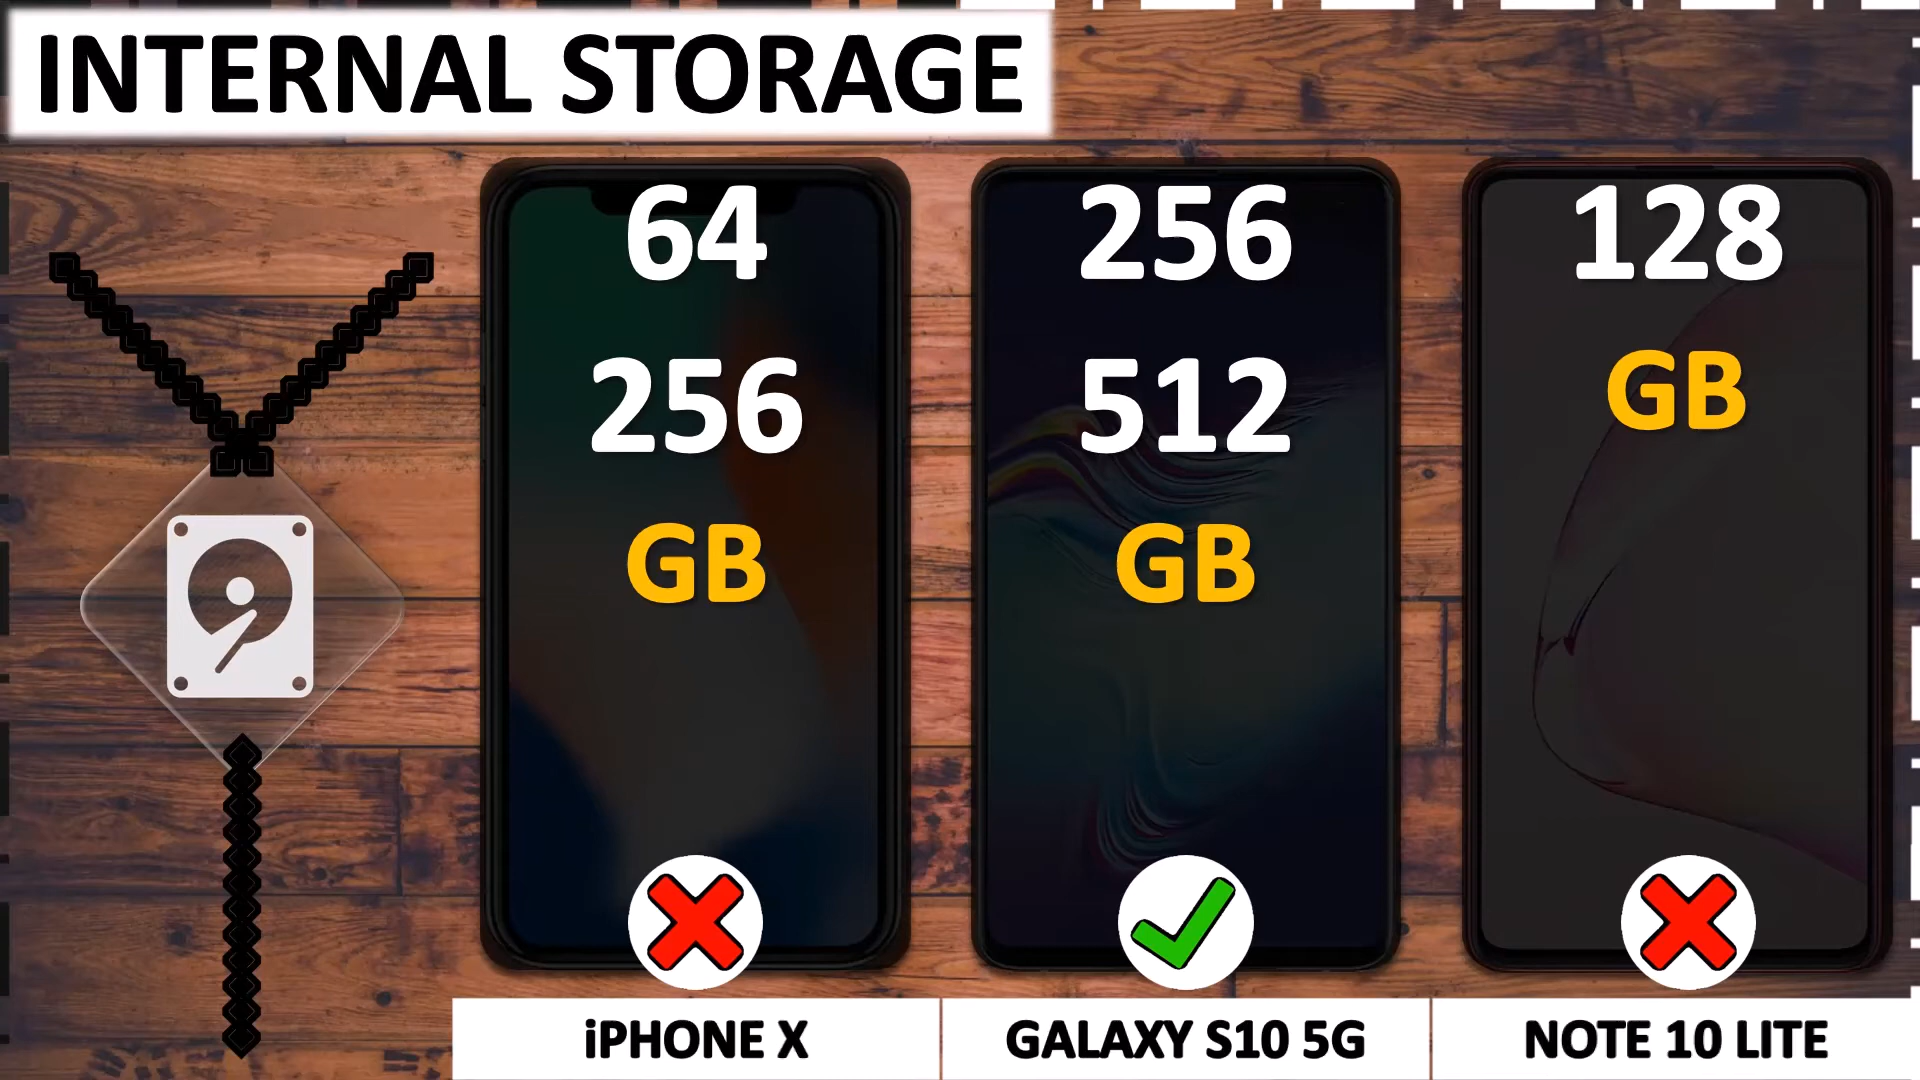 INTERNAL STORAGE
64
256
GB
256
512
GB
128
GB
iPHONE X
GALAXY S10 5G
NOTE 10 LITE